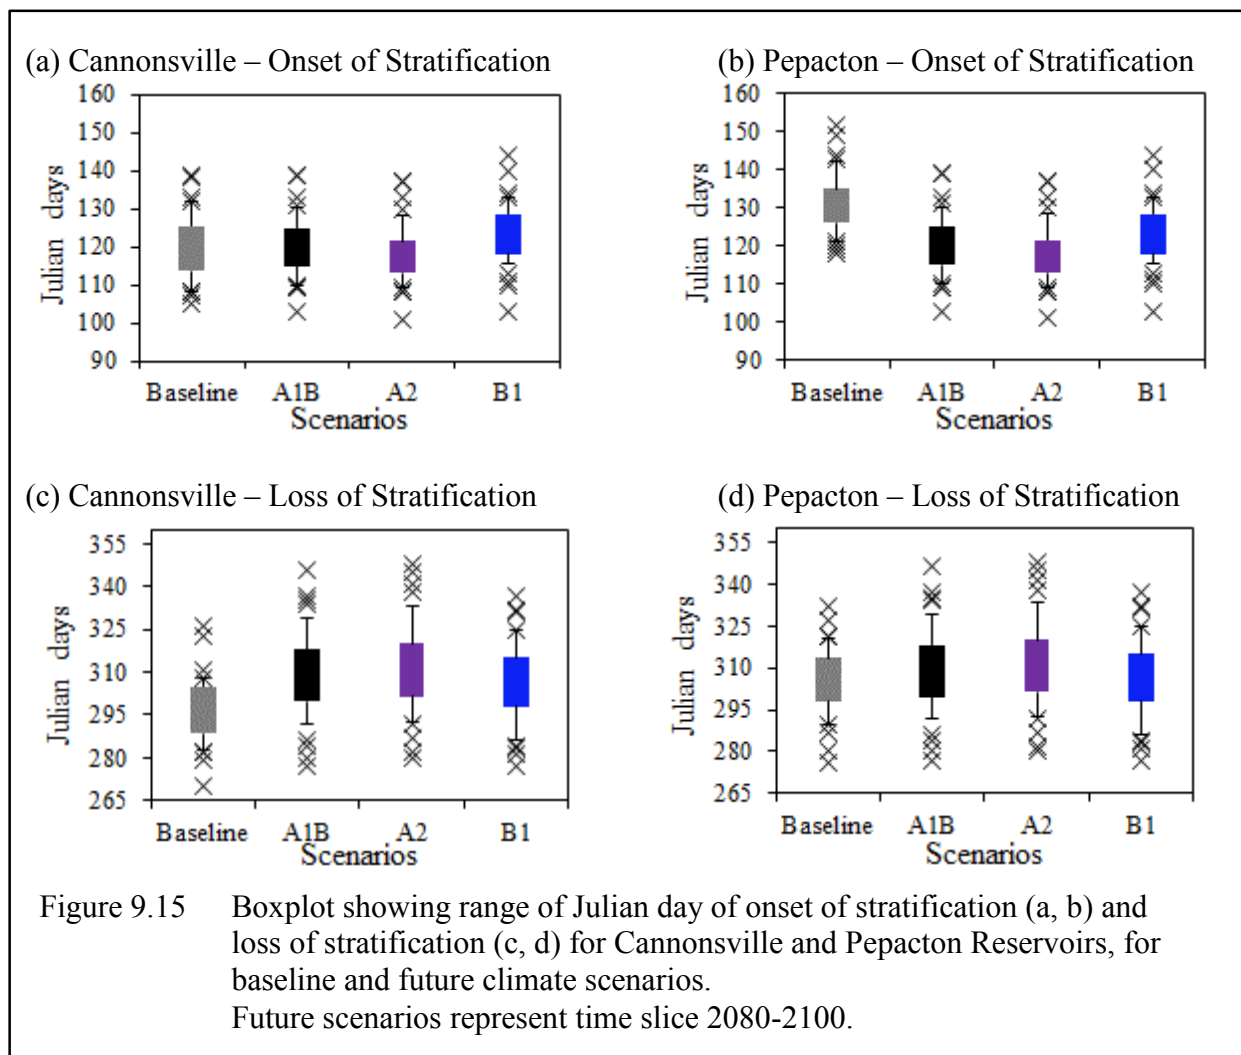 (a) Cannonsville – Onset of Stratification
160
150
140
130
120
110
100
90
Julian days
Baseline A1B A2 B1
Scenarios
(b) Pepacton – Onset of Stratification
160
150
140
130
120
110
100
90
Julian days
Baseline A1B A2 B1
Scenarios
(c) Cannonsville – Loss of Stratification
355
340
325
310
295
280
265
Julian days
Baseline A1B A2 B1
Scenarios
(d) Pepacton – Loss of Stratification
355
340
325
310
295
280
265
Julian days
Baseline A1B A2 B1
Scenarios
Figure 9.15 Boxplot showing range of Julian day of onset of stratification (a, b) and
loss of stratification (c, d) for Cannonsville and Pepacton Reservoirs, for
baseline and future climate scenarios.
Future scenarios represent time slice 2080-2100.